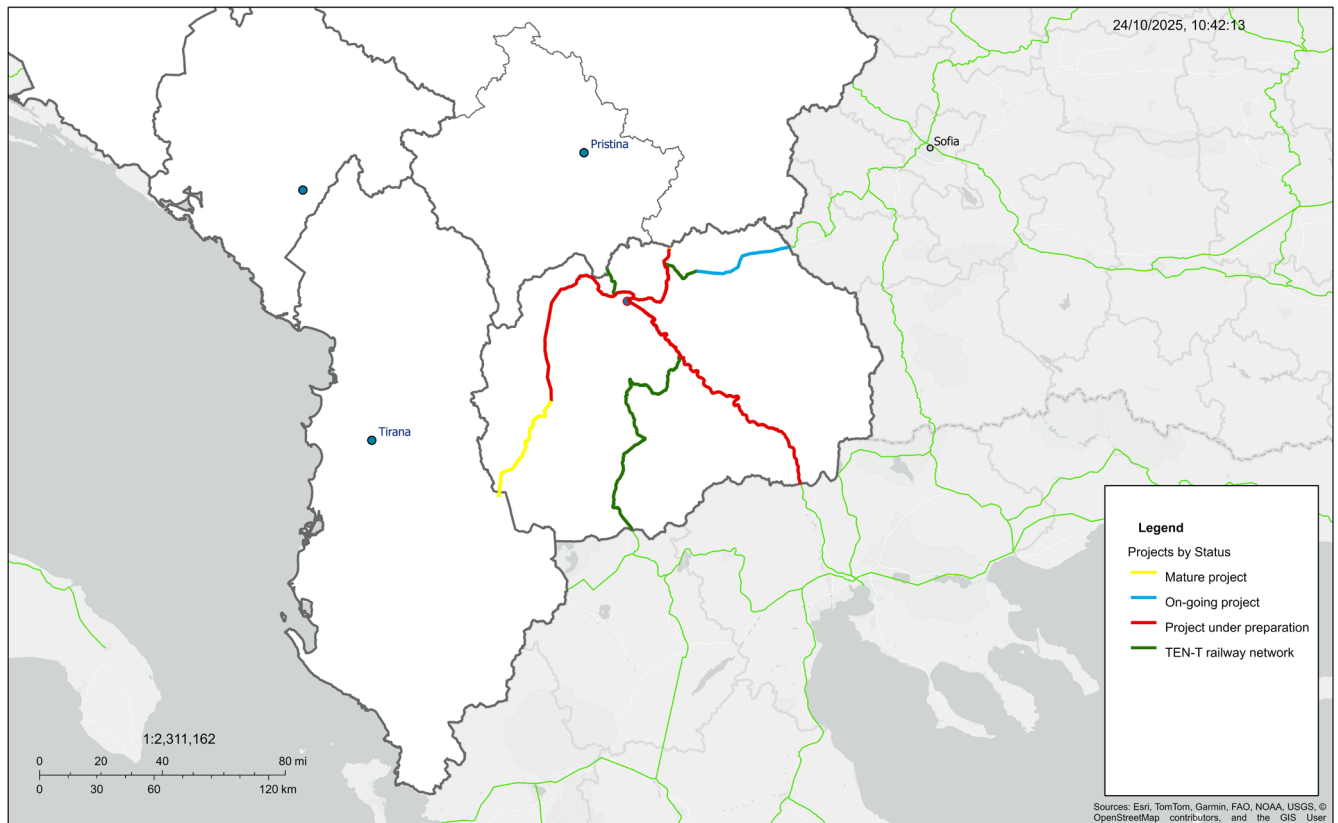 24/10/2025, 10:42:13
Sofia
Pristina
Tirana
Legend
Projects by Status
Mature project
On-going project
Project under preparation
TEN-T railway network
1:2,311,162
0 20 40 80 mi
0 30 60 120 km
Sources: Esri, TomTom, Garmin, FAO, NOAA, USGS, ©
OpenStreetMap contributors, and the GIS User